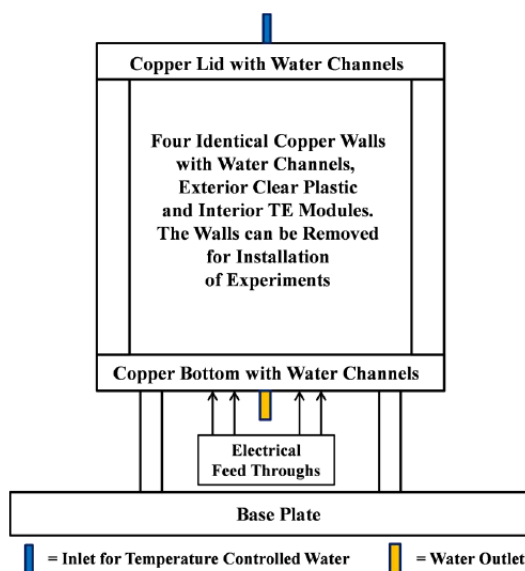 Copper Lid with Water Channels
Four Identical Copper Walls
with Water Channels,
Exterior Clear Plastic
and Interior TE Modules.
The Walls can be Removed
for Installation
of Experiments
Copper Bottom with Water Channels
Electrical
Feed Throughs
Base Plate
= Inlet for Temperature Controlled Water
= Water Outlet